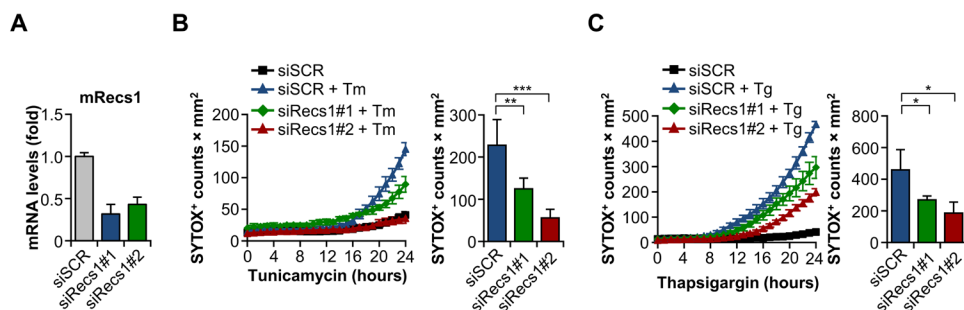 A
mRecs1
mRNA levels (fold)
1.0
0.5
0
siSCR
siRecs1#1
siRecs1#2
B
siSCR
siSCR + Tm
siRecs1#1 + Tm
siRecs1#2 + Tm
SYTOX⁺ counts × mm²
200
150
100
50
0
0 4 8 12 16 20 24
Tunicamycin (hours)
SYTOX⁺ counts × mm²
300
200
100
0
***
**
siSCR
siRecs1#1
siRecs1#2
C
siSCR
siSCR + Tg
siRecs1#1 + Tg
siRecs1#2 + Tg
SYTOX⁺ counts × mm²
500
400
300
200
100
0
0 4 8 12 16 20 24
Thapsigargin (hours)
SYTOX⁺ counts × mm²
800
600
400
200
0
*
*
siSCR
siRecs1#1
siRecs1#2